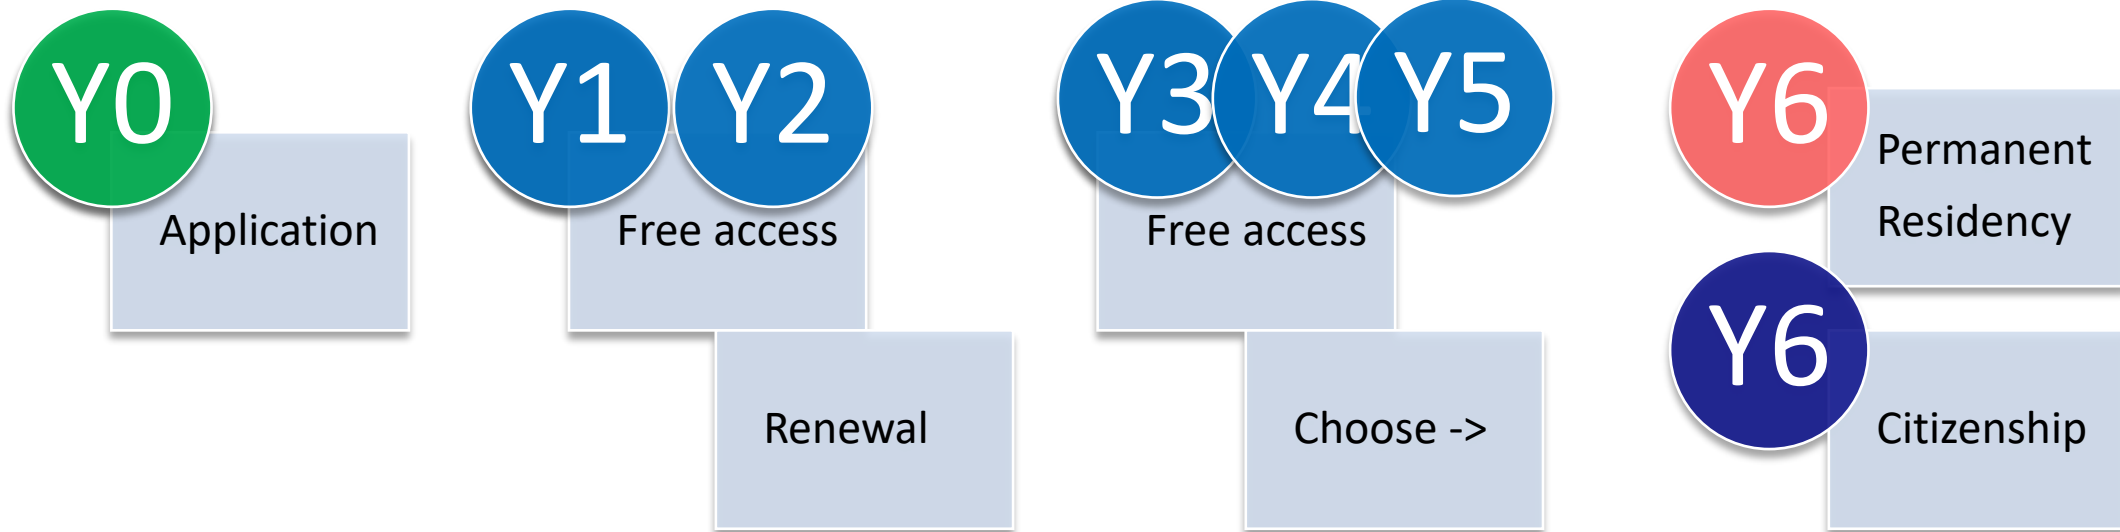 Y0
Application
Y1 Y2
Free access
Renewal
Y3 Y4 Y5
Free access
Choose ->
Y6
Permanent
Residency
Y6
Citizenship